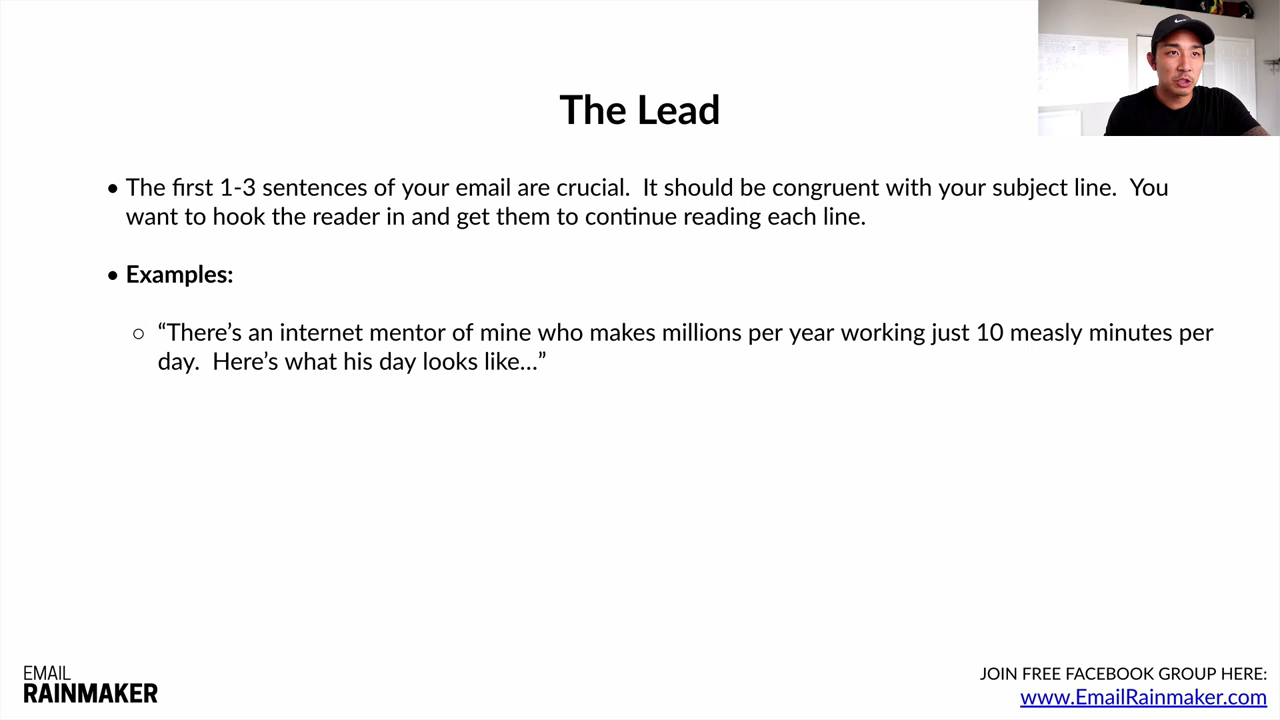 The Lead
• The first 1-3 sentences of your email are crucial.  It should be congruent with your subject line.  You
want to hook the reader in and get them to continue reading each line.
• Examples:
○ “There’s an internet mentor of mine who makes millions per year working just 10 measly minutes per
day.  Here’s what his day looks like…”
EMAIL
RAINMAKER
JOIN FREE FACEBOOK GROUP HERE:
www.EmailRainmaker.com